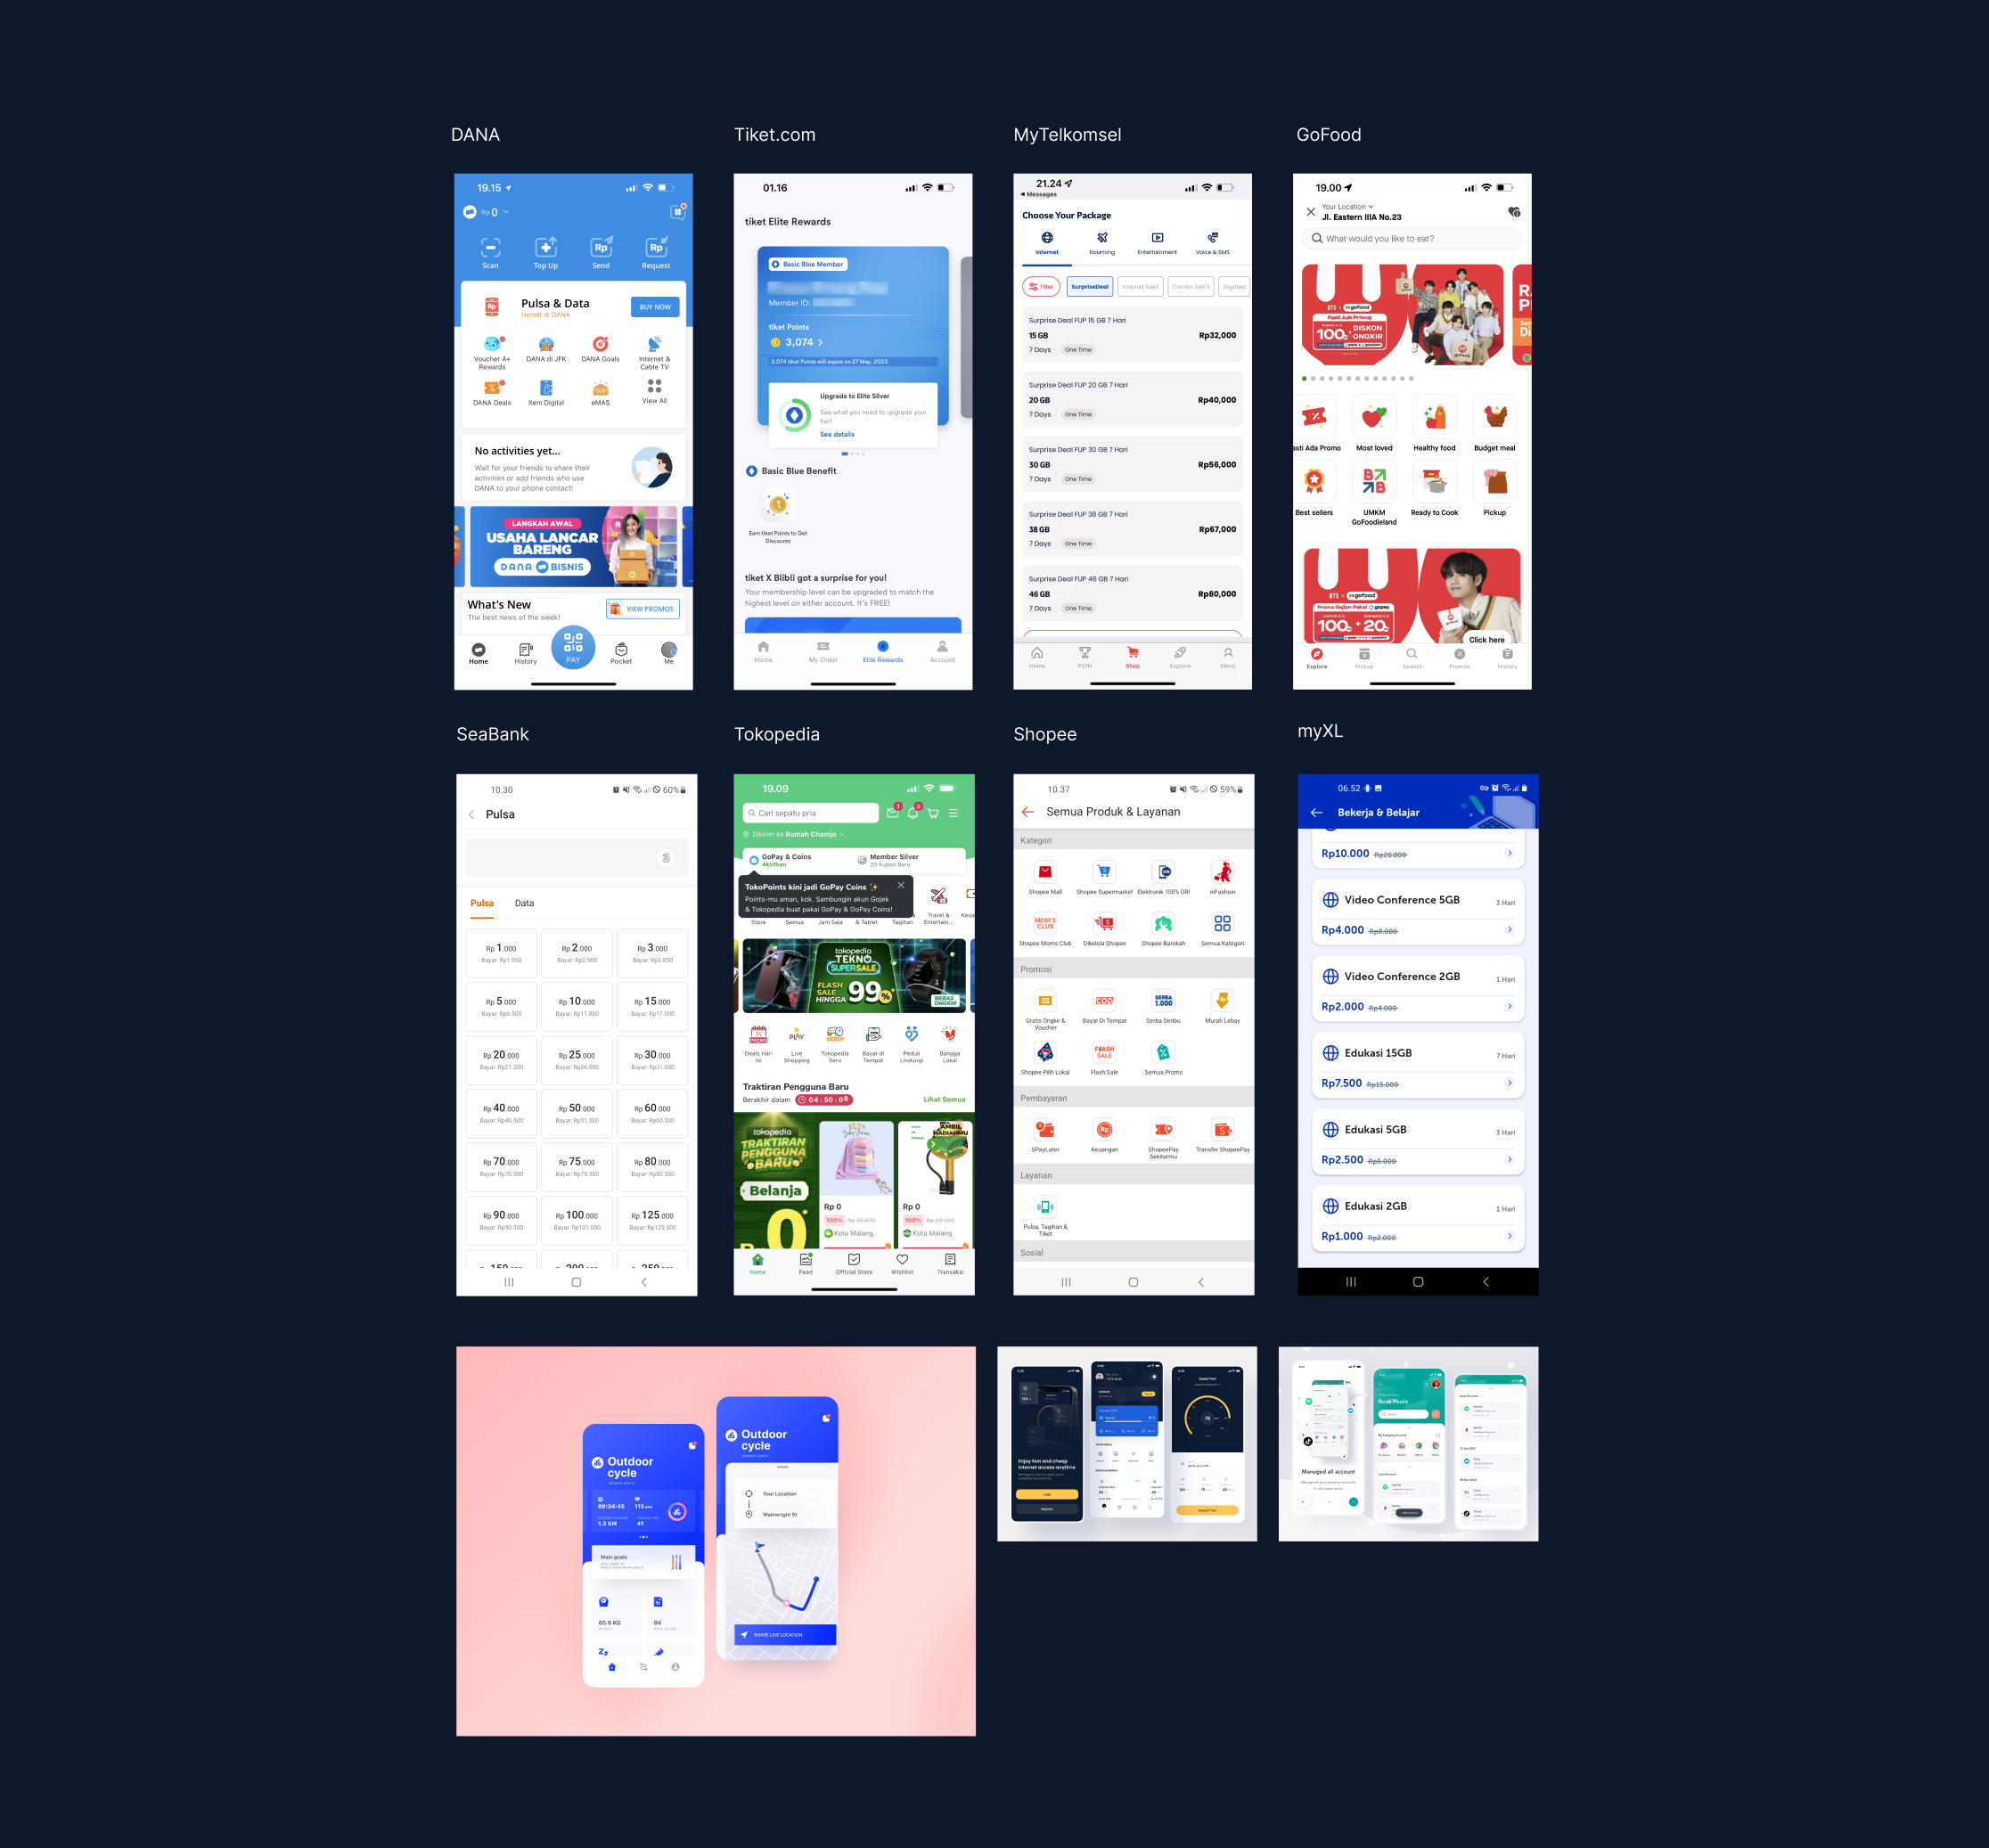 DANA
Tiket.com
MyTelkomsel
GoFood
19.15
Rp 0
Scan
Top Up
Send
Request
Pulsa & Data
Hemat di DANA
BUY NOW
Voucher A+
Rewards
DANA di JFK
DANA Goals
Internet &
Cable TV
DANA Deals
Item Digital
eMAS
View All
No activities yet...
Wait for your friends to share their
activities or add friends who use
DANA to your phone contact!
LANGKAH AWAL
USAHA LANCAR
BARENG
DANA BISNIS
What's New
The best news of the week!
VIEW PROMOS
Home
History
PAY
Pocket
Me
01.16
tiket Elite Rewards
Basic Blue Member
Member ID:
tiket Points
3,074
3,074 tiket Points will expire on 27 May, 2023.
Upgrade to Elite Silver
See what you need to upgrade your
tier!
See details
Basic Blue Benefit
Earn tiket Points to Get
Discounts
tiket X Blibli got a surprise for you!
Your membership level can be upgraded to match the
highest level on either account. It's FREE!
Home
My Order
Elite Rewards
Account
21.24
Messages
Choose Your Package
Internet
Roaming
Entertainment
Voice & SMS
Filter
SurpriseDeal
Internet Sakti
Combo SAKTI
GigaNet
Surprise Deal FUP 15 GB 7 Hari
15 GB
Rp32,000
7 Days
One Time
Surprise Deal FUP 20 GB 7 Hari
20 GB
Rp40,000
7 Days
One Time
Surprise Deal FUP 30 GB 7 Hari
30 GB
Rp56,000
7 Days
One Time
Surprise Deal FUP 38 GB 7 Hari
38 GB
Rp67,000
7 Days
One Time
Surprise Deal FUP 46 GB 7 Hari
46 GB
Rp80,000
7 Days
One Time
Home
POIN
Shop
Explore
Menu
19.00
Your Location
Jl. Eastern IIIA No.23
What would you like to eat?
BTS x gofood
Pasti Ada Promo
100% DISKON
ONGKIR
asti Ada Promo
Most loved
Healthy food
Budget meal
Best sellers
UMKM
GoFoodieland
Ready to Cook
Pickup
BTS x gofood
Promo Gajian Pakai gopay
100% + 20%
Click here
Explore
Pickup
Search
Promos
History
SeaBank
Tokopedia
Shopee
myXL
10.30
60%
Pulsa
Pulsa
Data
Rp 1.000
Bayar: Rp1.950
Rp 2.000
Bayar: Rp2.900
Rp 3.000
Bayar: Rp3.850
Rp 5.000
Bayar: Rp6.500
Rp 10.000
Bayar: Rp11.800
Rp 15.000
Bayar: Rp17.000
Rp 20.000
Bayar: Rp21.200
Rp 25.000
Bayar: Rp26.000
Rp 30.000
Bayar: Rp31.000
Rp 40.000
Bayar: Rp40.500
Rp 50.000
Bayar: Rp51.500
Rp 60.000
Bayar: Rp60.500
Rp 70.000
Bayar: Rp70.500
Rp 75.000
Bayar: Rp75.500
Rp 80.000
Bayar: Rp80.500
Rp 90.000
Bayar: Rp90.500
Rp 100.000
Bayar: Rp101.000
Rp 125.000
Bayar: Rp125.500
19.09
Cari sepatu pria
1
3
Dikirim ke Rumah Chamjo
GoPay & Coins
Aktifkan
Member Silver
20 Kupon Baru
TokoPoints kini jadi GoPay Coins
Points-mu aman, kok. Sambungin akun Gojek
& Tokopedia buat pakai GoPay & GoPay Coins!
Store
Semua
Jam Saja
& Tablet
Tagihan
Travel &
Entertain...
Keua
tokopedia
TEKNO
SUPERSALE
FLASH
SALE
HINGGA
99%
BEBAS
ONGKIR
Deals Hari
Ini
Live
Shopping
Tokopedia
Seru
Bayar di
Tempat
Peduli
Lindungi
Bangga
Lokal
Traktiran Pengguna Baru
Berakhir dalam
04 : 50 : 08
Lihat Semua
tokopedia
TRAKTIRAN
PENGGUNA
BARU
Belanja
0
AMBIL
HADIAHMU
Rp 0
100%
Kota Malang
Rp 0
100%
Kota Malang
Home
Feed
Official Store
Wishlist
Transaksi
10.37
59%
Semua Produk & Layanan
Kategori
Shopee Mall
Shopee Supermarket
Elektronik 100% ORI
inFashion
MOM'S
CLUB
Shopee Moms Club
Dikelola Shopee
Shopee Barokah
Semua Kategori
Promosi
Gratis Ongkir &
Voucher
COD
Bayar Di Tempat
SERBA
1.000
Serba Seribu
Murah Lebay
Shopee Pilih Lokal
FLASH
SALE
Flash Sale
Semua Promo
Pembayaran
SPayLater
Keuangan
ShopeePay
Sekitarmu
Transfer ShopeePay
Layanan
Pulsa, Tagihan &
Tiket
Sosial
06.52
Bekerja & Belajar
Rp10.000 Rp20.000
Video Conference 5GB
3 Hari
Rp4.000 Rp8.000
Video Conference 2GB
1 Hari
Rp2.000 Rp4.000
Edukasi 15GB
7 Hari
Rp7.500 Rp15.000
Edukasi 5GB
3 Hari
Rp2.500 Rp5.000
Edukasi 2GB
1 Hari
Rp1.000 Rp2.000
Outdoor
cycle
00:34:45
115
1.3 KM
41
Main goals
65.6 KG
94
Zz
Outdoor
cycle
Your Location
Wainwright St
SHARE LIVE LOCATION
Enjoy fast and cheap
internet access anytime
Speed Test
75
Managed all account